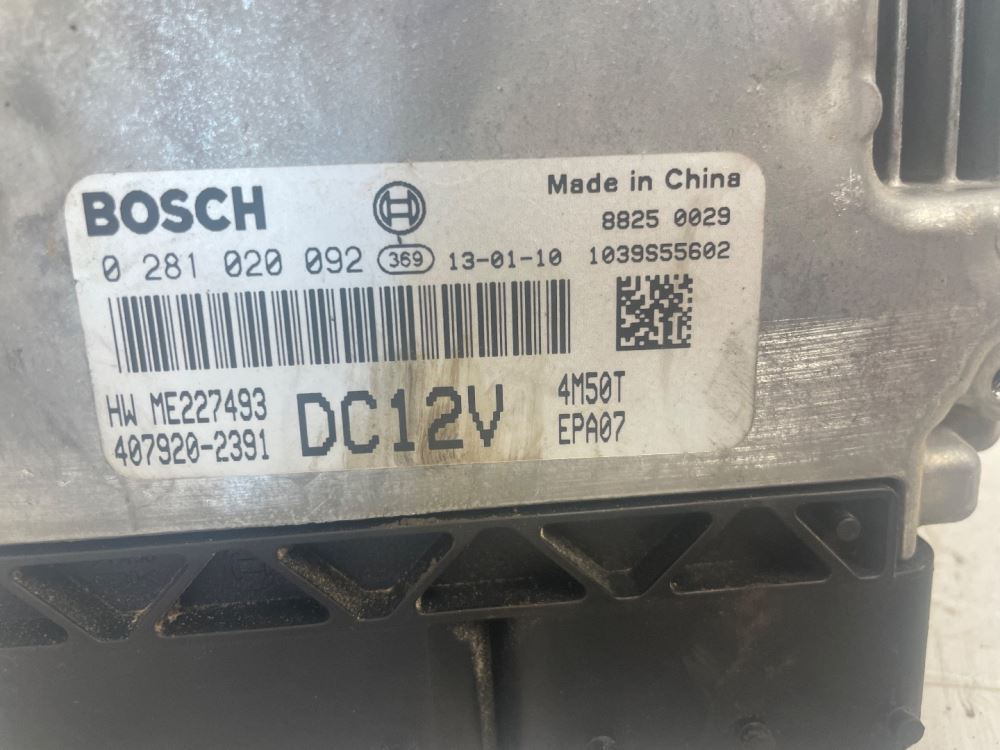 BOSCH
Made in China
8825 0029
0 281 020 092 369 13-01-10 1039S55602
HW ME227493
407920-2391
DC12V
4M50T
EPA07